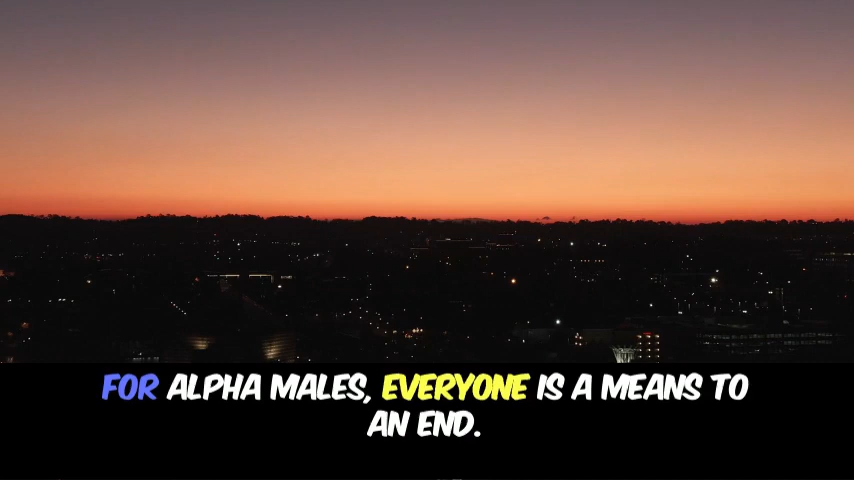 FOR ALPHA MALES, EVERYONE IS A MEANS TO
AN END.